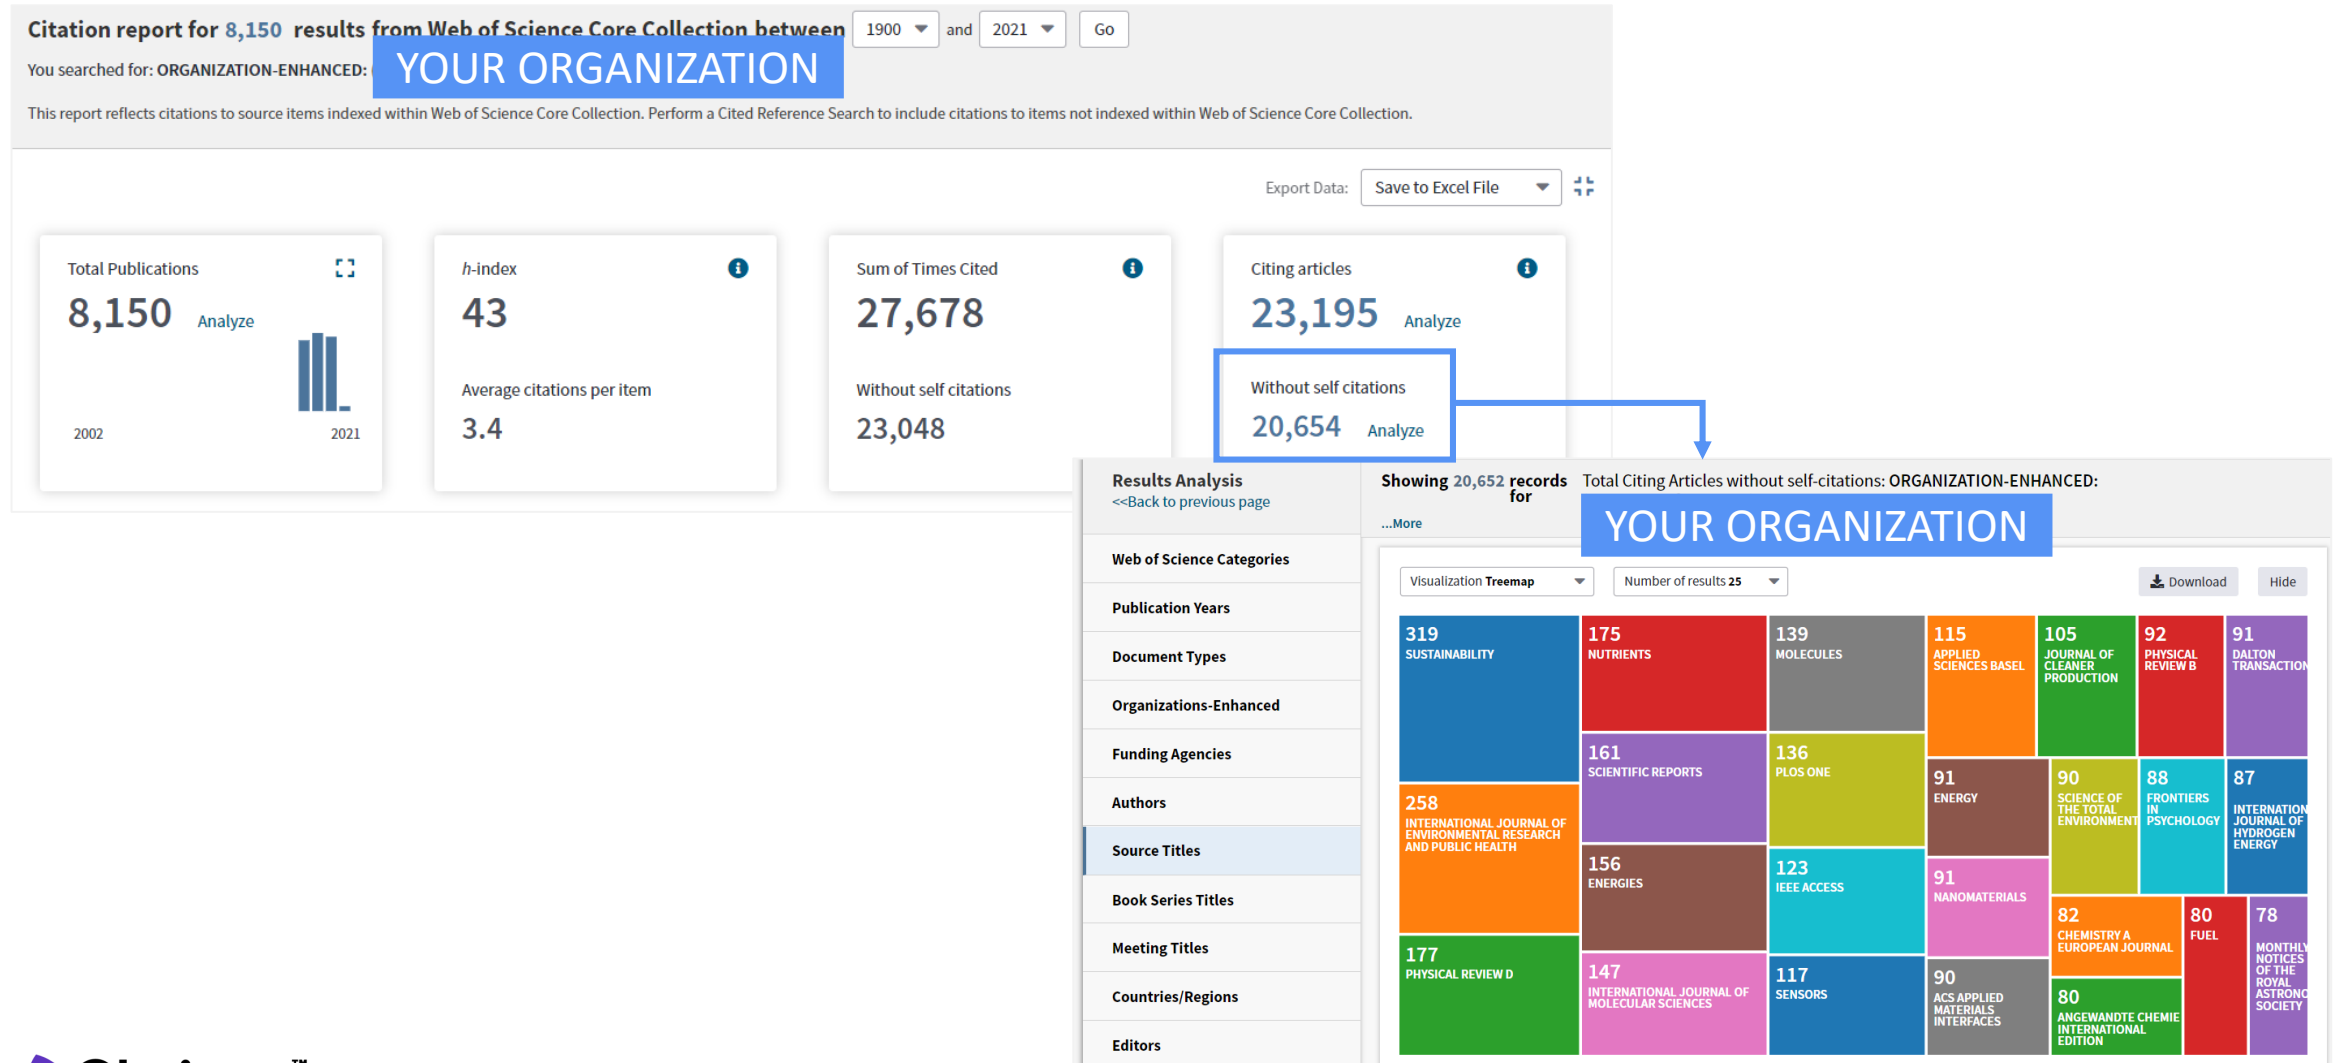 Citation report for 8,150 results from Web of Science Core Collection between 1900 and 2021 Go
You searched for: ORGANIZATION-ENHANCED:
YOUR ORGANIZATION
This report reflects citations to source items indexed within Web of Science Core Collection. Perform a Cited Reference Search to include citations to items not indexed within Web of Science Core Collection.
Export Data: Save to Excel File
Total Publications
8,150 Analyze
2002 2021
h-index
43
Average citations per item
3.4
Sum of Times Cited
27,678
Without self citations
23,048
Citing articles
23,195 Analyze
Without self citations
20,654 Analyze
Results Analysis
<<Back to previous page
Web of Science Categories
Publication Years
Document Types
Organizations-Enhanced
Funding Agencies
Authors
Source Titles
Book Series Titles
Meeting Titles
Countries/Regions
Editors
Showing 20,652 records
for
Total Citing Articles without self-citations: ORGANIZATION-ENHANCED:
...More
YOUR ORGANIZATION
Visualization Treemap
Number of results 25
Download
Hide
319
SUSTAINABILITY
258
INTERNATIONAL JOURNAL OF
ENVIRONMENTAL RESEARCH
AND PUBLIC HEALTH
177
PHYSICAL REVIEW D
175
NUTRIENTS
161
SCIENTIFIC REPORTS
156
ENERGIES
147
INTERNATIONAL JOURNAL OF
MOLECULAR SCIENCES
139
MOLECULES
136
PLOS ONE
123
IEEE ACCESS
117
SENSORS
115
APPLIED
SCIENCES BASEL
105
JOURNAL OF
CLEANER
PRODUCTION
92
PHYSICAL
REVIEW B
91
DALTON
TRANSACTION
91
ENERGY
91
NANOMATERIALS
90
ACS APPLIED
MATERIALS
INTERFACES
90
SCIENCE OF
THE TOTAL
ENVIRONMENT
88
FRONTIERS
IN
PSYCHOLOGY
87
INTERNATION
JOURNAL OF
HYDROGEN
ENERGY
82
CHEMISTRY A
EUROPEAN JOURNAL
80
ANGEWANDTE CHEMIE
INTERNATIONAL
EDITION
80
FUEL
78
MONTHLY
NOTICES
OF THE
ROYAL
ASTRONO
SOCIETY